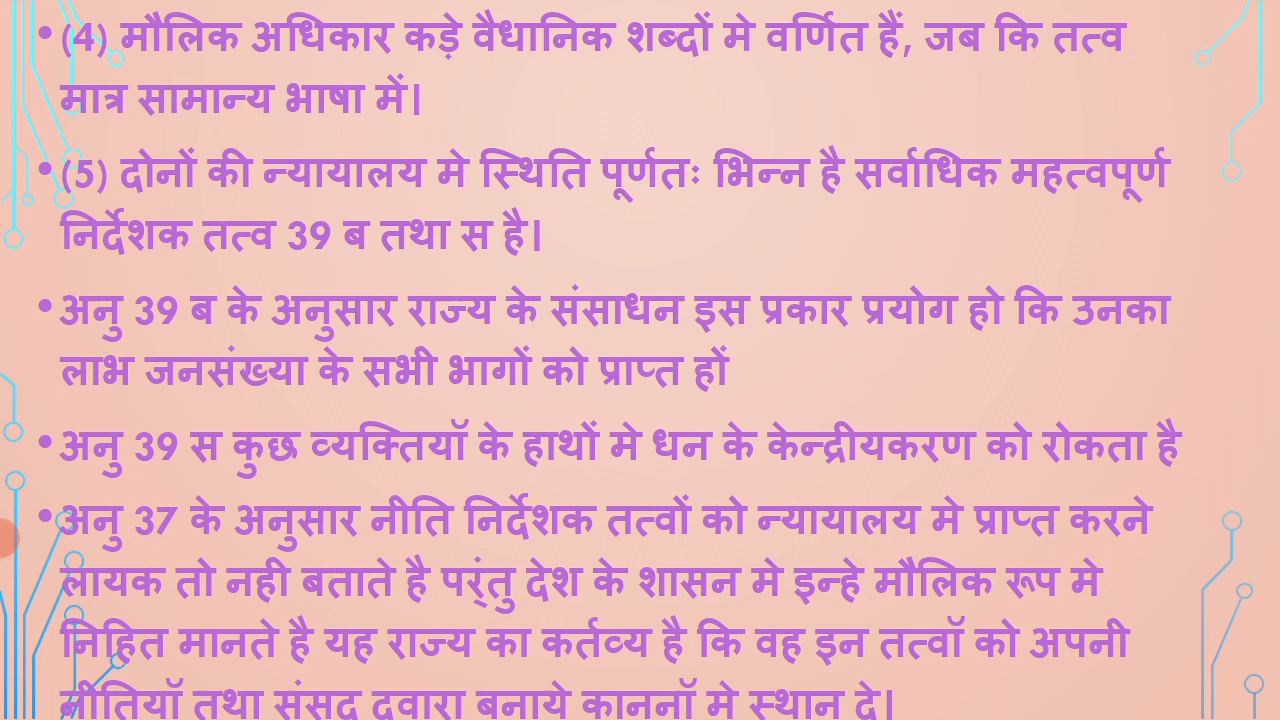 • (4) मौलिक अधिकार कड़े वैधानिक शब्दों मे वर्णित हैं, जब कि तत्व
मात्र सामान्य भाषा में।
• (5) दोनों की न्यायालय मे स्थिति पूर्णतः भिन्न है सर्वाधिक महत्वपूर्ण
निर्देशक तत्व 39 ब तथा स है।
• अनु 39 ब के अनुसार राज्य के संसाधन इस प्रकार प्रयोग हो कि उनका
लाभ जनसंख्या के सभी भागों को प्राप्त हों
• अनु 39 स कुछ व्यक्तियॉ के हाथों मे धन के केन्द्रीयकरण को रोकता है
• अनु 37 के अनुसार नीति निर्देशक तत्वों को न्यायालय मे प्राप्त करने
लायक तो नही बताते है पर्ंतु देश के शासन मे इन्हे मौलिक रूप मे
निहित मानते है यह राज्य का कर्तव्य है कि वह इन तत्वॉ को अपनी
नीतियॉ तथा संसद द्वारा बनाये कानूनॉ मे स्थान दे।